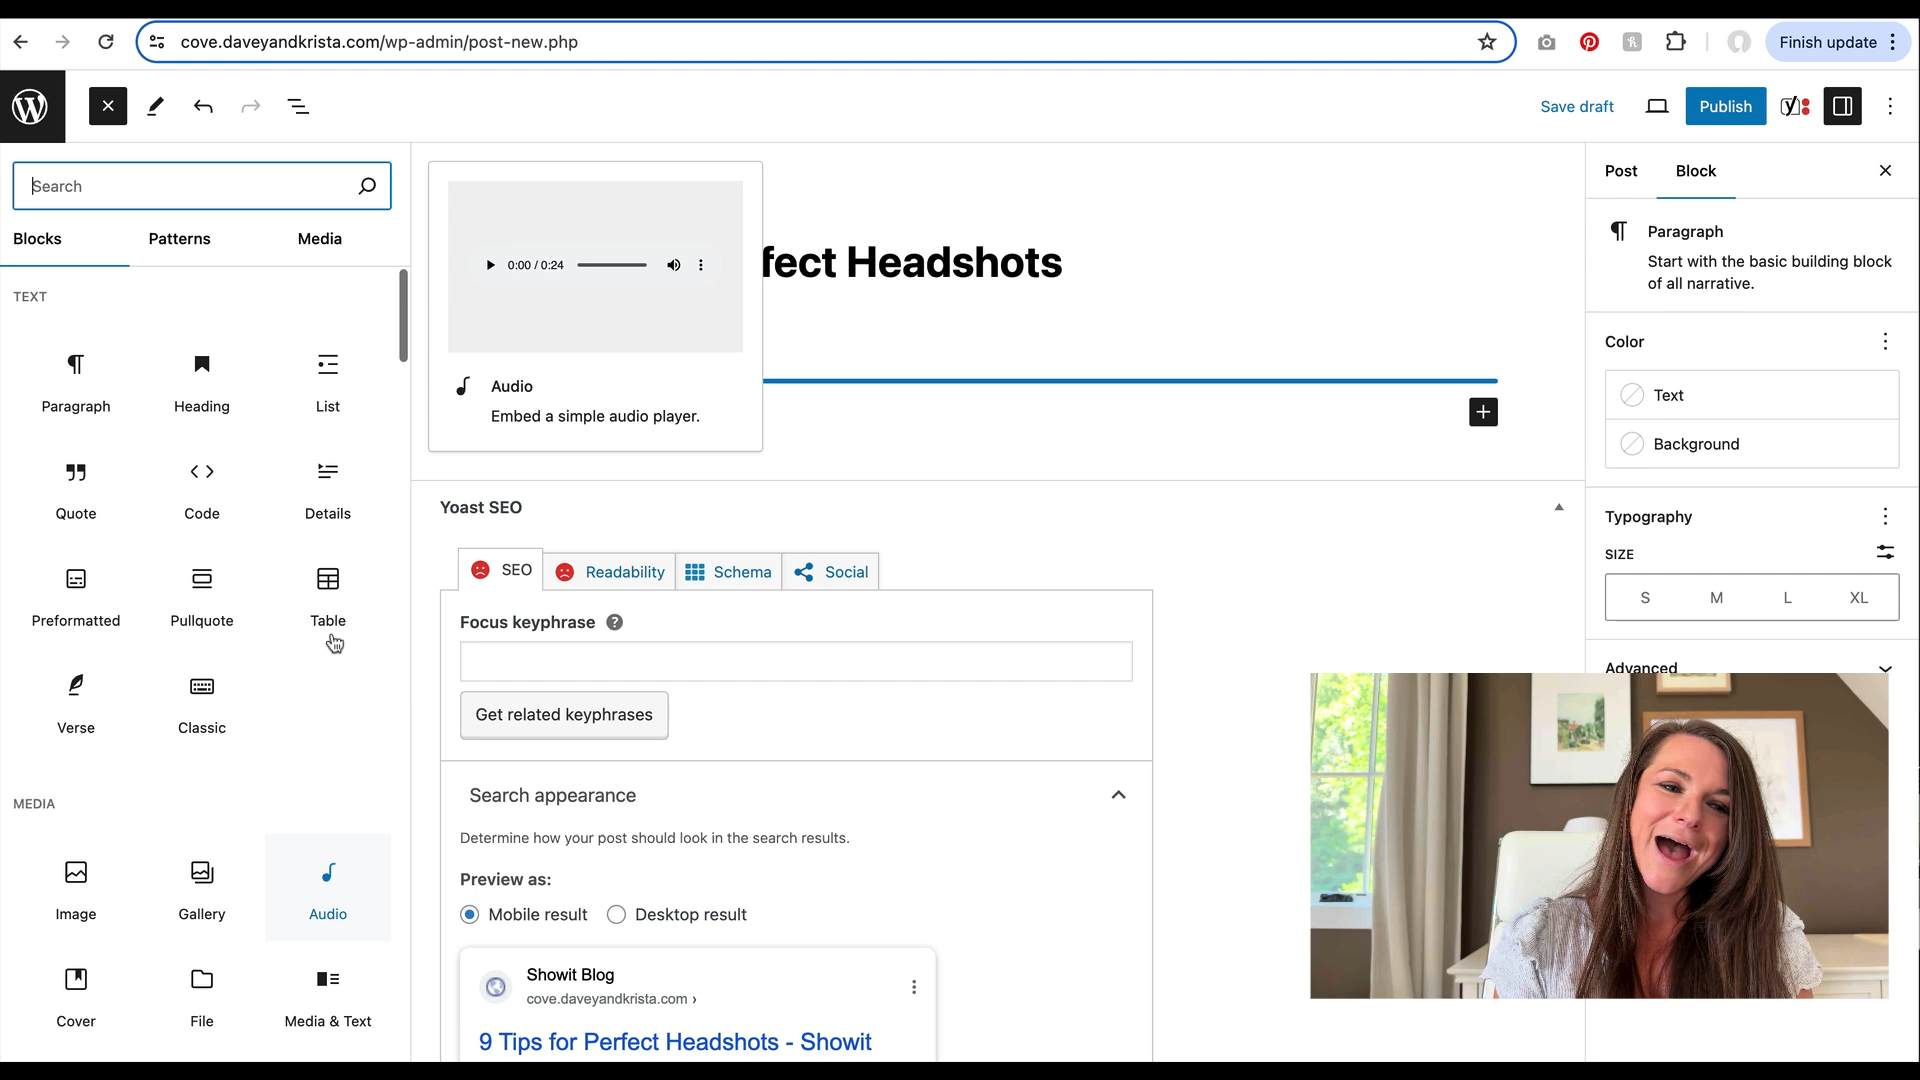 cove.daveyandkrista.com/wp-admin/post-new.php
Finish update
Save draft
Publish
Search
Blocks
Patterns
Media
TEXT
Paragraph
Heading
List
Quote
Code
Details
Preformatted
Pullquote
Table
Verse
Classic
MEDIA
Image
Gallery
Audio
Cover
File
Media & Text
0:00 / 0:24
Audio
Embed a simple audio player.
fect Headshots
Yoast SEO
SEO
Readability
Schema
Social
Focus keyphrase
Get related keyphrases
Search appearance
Determine how your post should look in the search results.
Preview as:
Mobile result
Desktop result
Showit Blog
cove.daveyandkrista.com ›
9 Tips for Perfect Headshots - Showit
Post
Block
Paragraph
Start with the basic building block
of all narrative.
Color
Text
Background
Typography
SIZE
S M L XL
Advanced